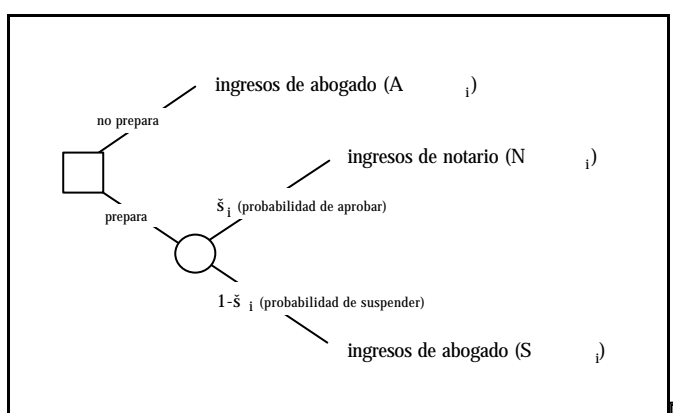 ingresos de abogado (A i)
no prepara
ingresos de notario (N i)
š i (probabilidad de aprobar)
prepara
1-š i (probabilidad de suspender)
ingresos de abogado (S i)